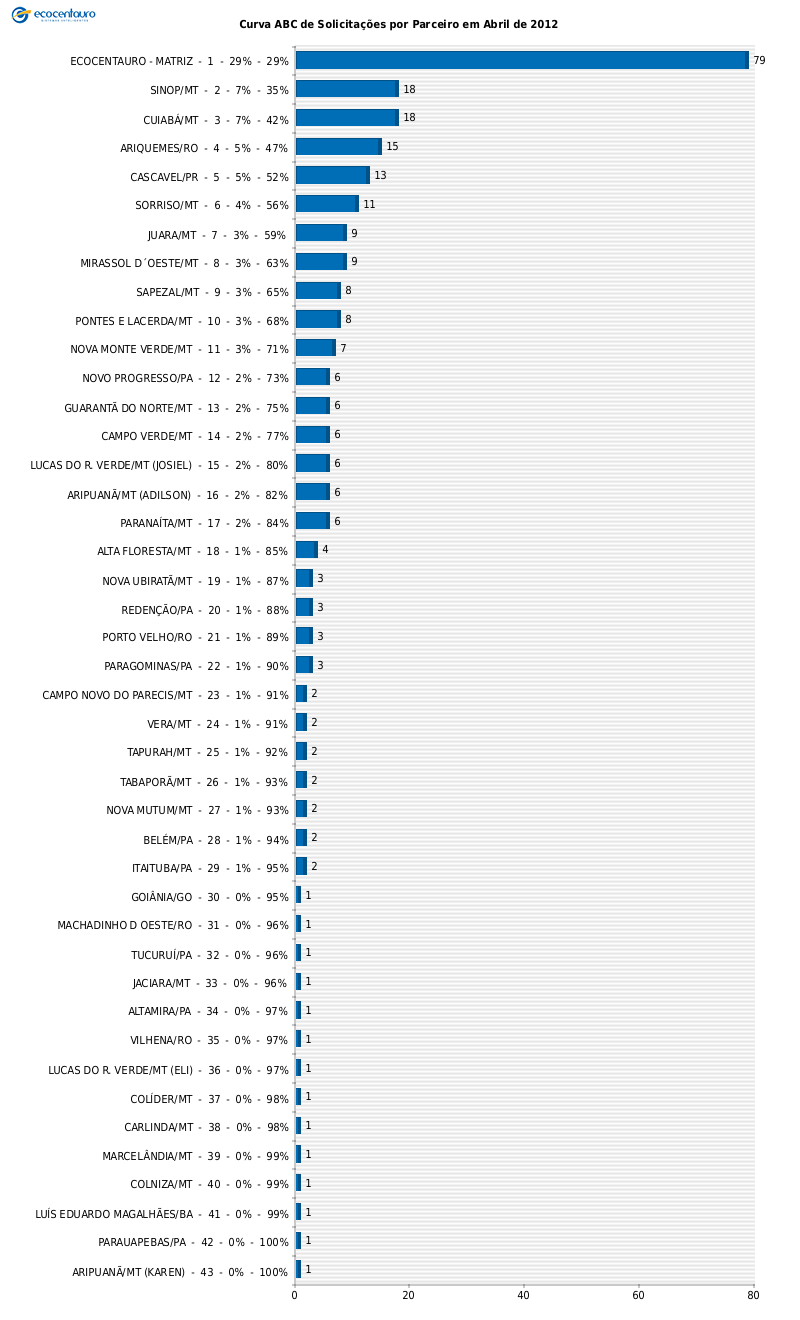 ecocentauro
Curva ABC de Solicitações por Parceiro em Abril de 2012
ECOCENTAURO - MATRIZ - 1 - 29% - 29% 79
SINOP/MT - 2 - 7% - 35% 18
CUIABÁ/MT - 3 - 7% - 42% 18
ARIQUEMES/RO - 4 - 5% - 47% 15
CASCAVEL/PR - 5 - 5% - 52% 13
SORRISO/MT - 6 - 4% - 56% 11
JUARA/MT - 7 - 3% - 59% 9
MIRASSOL D´OESTE/MT - 8 - 3% - 63% 9
SAPEZAL/MT - 9 - 3% - 65% 8
PONTES E LACERDA/MT - 10 - 3% - 68% 8
NOVA MONTE VERDE/MT - 11 - 3% - 71% 7
NOVO PROGRESSO/PA - 12 - 2% - 73% 6
GUARANTÃ DO NORTE/MT - 13 - 2% - 75% 6
CAMPO VERDE/MT - 14 - 2% - 77% 6
LUCAS DO R. VERDE/MT (JOSIEL) - 15 - 2% - 80% 6
ARIPUANÃ/MT (ADILSON) - 16 - 2% - 82% 6
PARANAÍTA/MT - 17 - 2% - 84% 6
ALTA FLORESTA/MT - 18 - 1% - 85% 4
NOVA UBIRATÃ/MT - 19 - 1% - 87% 3
REDENÇÃO/PA - 20 - 1% - 88% 3
PORTO VELHO/RO - 21 - 1% - 89% 3
PARAGOMINAS/PA - 22 - 1% - 90% 3
CAMPO NOVO DO PARECIS/MT - 23 - 1% - 91% 2
VERA/MT - 24 - 1% - 91% 2
TAPURAH/MT - 25 - 1% - 92% 2
TABAPORÃ/MT - 26 - 1% - 93% 2
NOVA MUTUM/MT - 27 - 1% - 93% 2
BELÉM/PA - 28 - 1% - 94% 2
ITAITUBA/PA - 29 - 1% - 95% 2
GOIÂNIA/GO - 30 - 0% - 95% 1
MACHADINHO D OESTE/RO - 31 - 0% - 96% 1
TUCURUÍ/PA - 32 - 0% - 96% 1
JACIARA/MT - 33 - 0% - 96% 1
ALTAMIRA/PA - 34 - 0% - 97% 1
VILHENA/RO - 35 - 0% - 97% 1
LUCAS DO R. VERDE/MT (ELI) - 36 - 0% - 97% 1
COLÍDER/MT - 37 - 0% - 98% 1
CARLINDA/MT - 38 - 0% - 98% 1
MARCELÂNDIA/MT - 39 - 0% - 99% 1
COLNIZA/MT - 40 - 0% - 99% 1
LUÍS EDUARDO MAGALHÃES/BA - 41 - 0% - 99% 1
PARAUAPEBAS/PA - 42 - 0% - 100% 1
ARIPUANÃ/MT (KAREN) - 43 - 0% - 100% 1
0 20 40 60 80